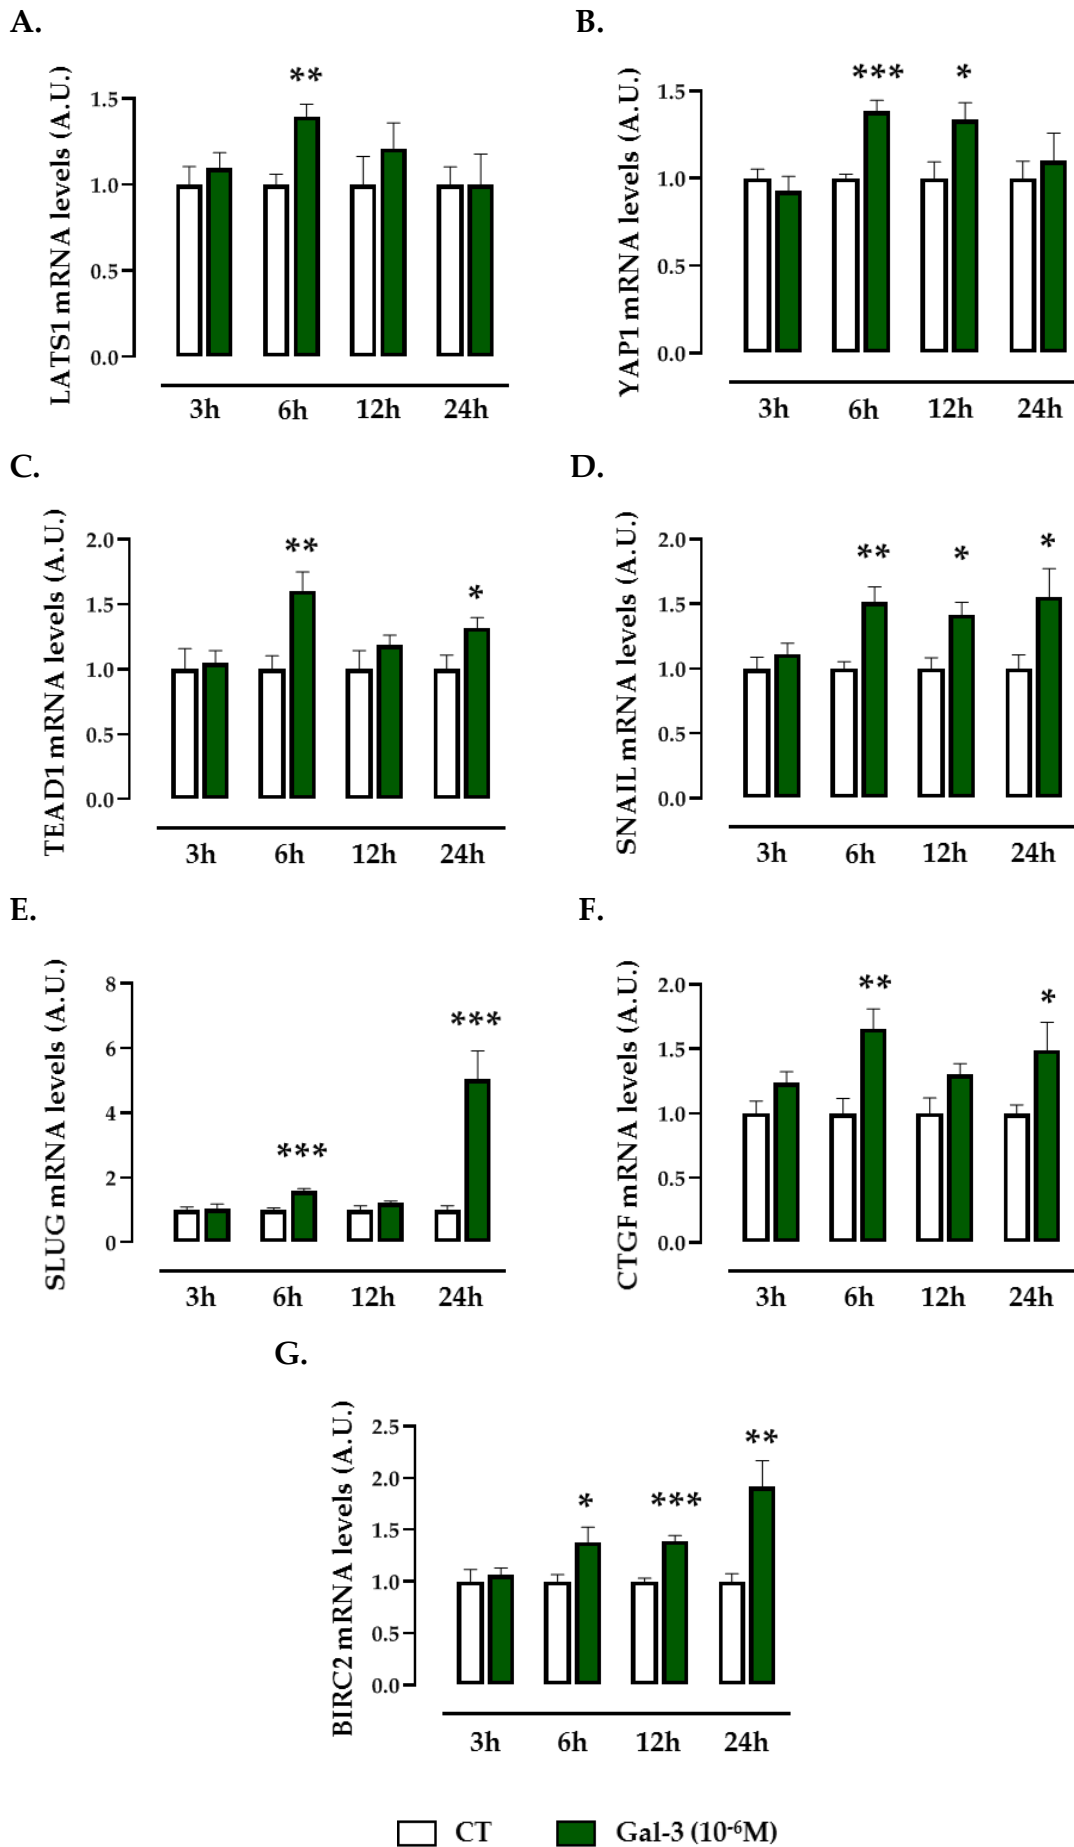 A.
LATS1 mRNA levels (A.U.)
**
1.5
1.0
0.5
0.0
3h 6h 12h 24h
B.
YAP1 mRNA levels (A.U.)
*** *
1.5
1.0
0.5
0.0
3h 6h 12h 24h
C.
TEAD1 mRNA levels (A.U.)
** *
2.0
1.5
1.0
0.5
0.0
3h 6h 12h 24h
D.
SNAIL mRNA levels (A.U.)
** * *
2.0
1.5
1.0
0.5
0.0
3h 6h 12h 24h
E.
SLUG mRNA levels (A.U.)
*** ***
8
6
4
2
0
3h 6h 12h 24h
F.
CTGF mRNA levels (A.U.)
** *
2.0
1.5
1.0
0.5
0.0
3h 6h 12h 24h
G.
BIRC2 mRNA levels (A.U.)
* *** **
2.5
2.0
1.5
1.0
0.5
0.0
3h 6h 12h 24h
CT Gal-3 (10⁻⁶M)